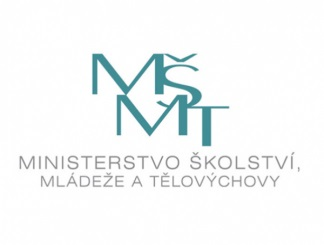 MŠ
MT
MINISTERSTVO ŠKOLSTVÍ,
MLÁDEŽE A TĚLOVÝCHOVY